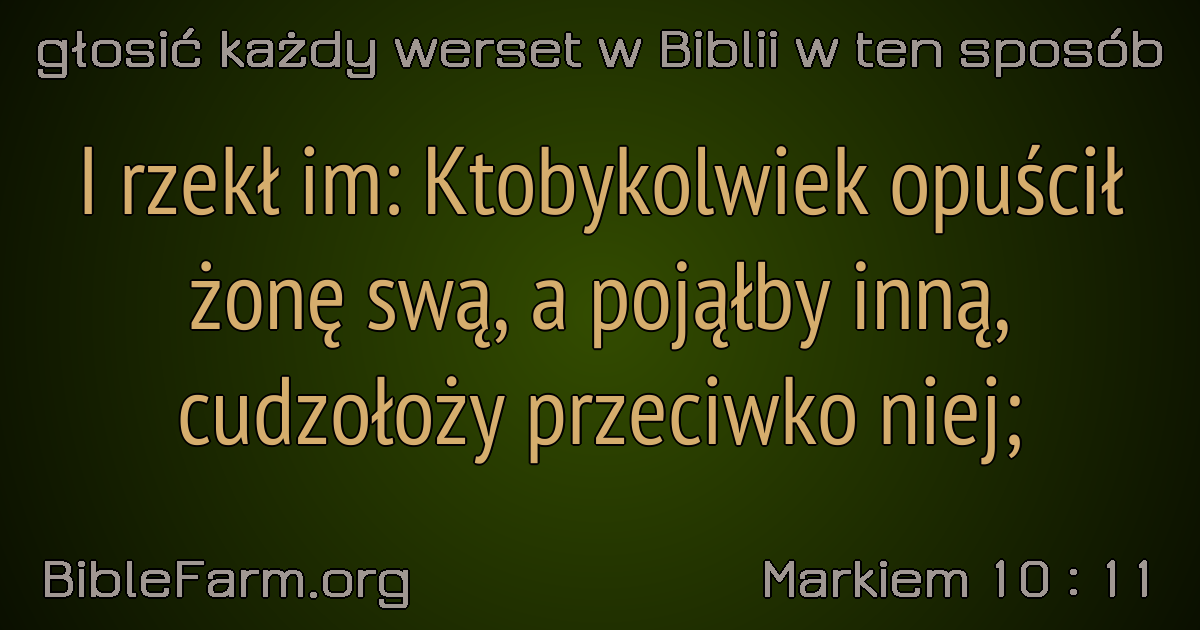 głosić każdy werset w Biblii w ten sposób
I rzekł im: Ktobykolwiek opuścił
żonę swą, a pojąłby inną,
cudzołoży przeciwko niej;
BibleFarm.org
Markiem 10 : 11